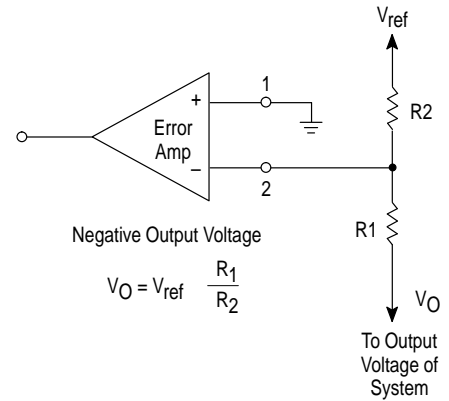 Vref
1
+
R2
Error
Amp
–
2
Negative Output Voltage
R1
VO = Vref R1
R2
VO
To Output
Voltage of
System